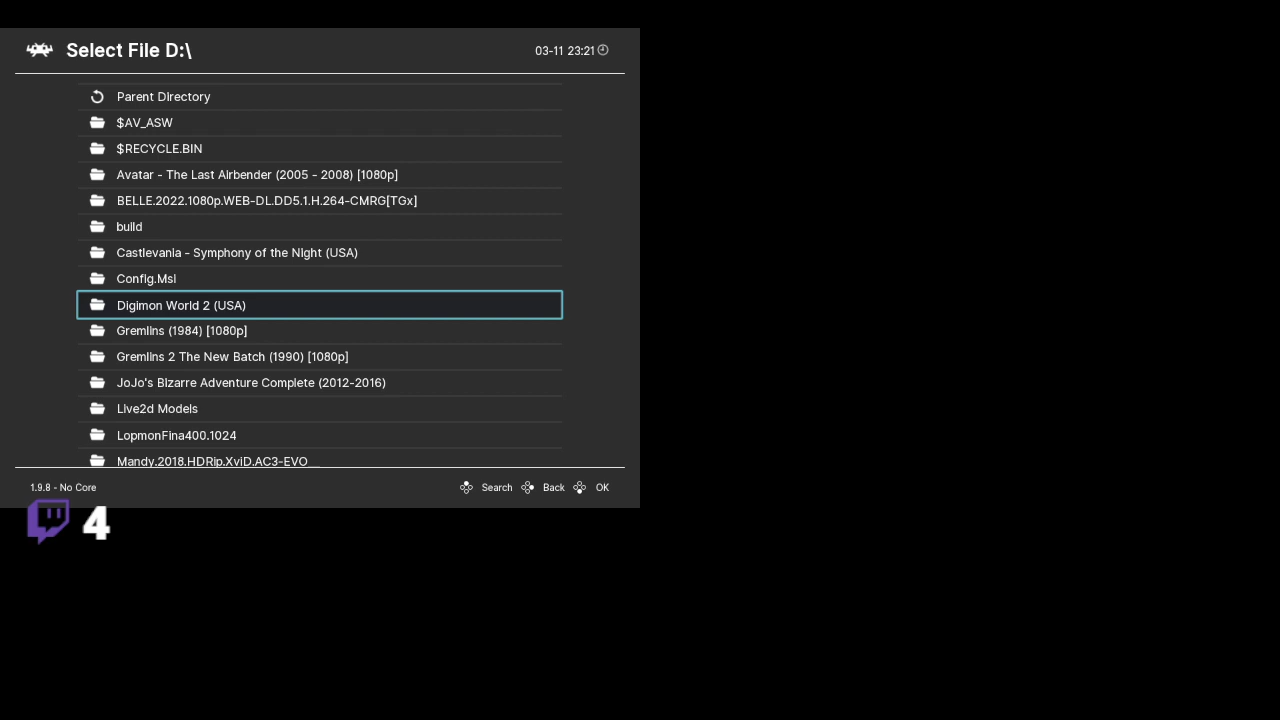 Select File D:\
03-11 23:21
Parent Directory
$AV_ASW
$RECYCLE.BIN
Avatar - The Last Airbender (2005 - 2008) [1080p]
BELLE.2022.1080p.WEB-DL.DD5.1.H.264-CMRG[TGx]
build
Castlevania - Symphony of the Night (USA)
Config.Msi
Digimon World 2 (USA)
Gremlins (1984) [1080p]
Gremlins 2 The New Batch (1990) [1080p]
JoJo's Bizarre Adventure Complete (2012-2016)
Live2d Models
LopmonFina400.1024
Mandy.2018.HDRip.XviD.AC3-EVO
1.9.8 - No Core
Search
Back
OK
4